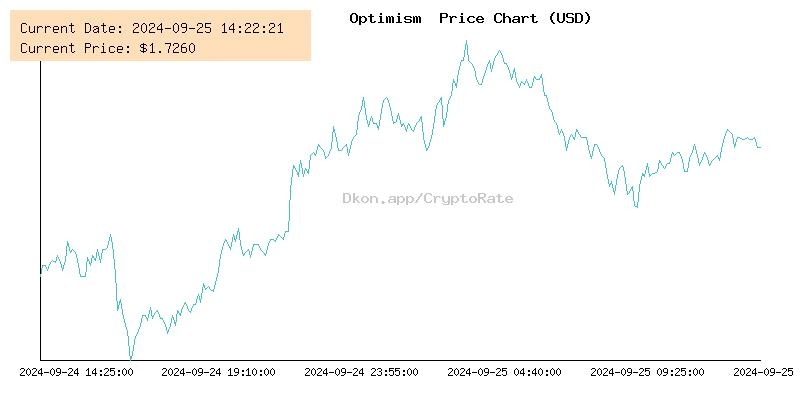 Optimism Price Chart (USD)
Current Date: 2024-09-25 14:22:21
Current Price: $1.7260
Dkon.app/CryptoRate
2024-09-24 14:25:00 2024-09-24 19:10:00 2024-09-24 23:55:00 2024-09-25 04:40:00 2024-09-25 09:25:00 2024-09-25